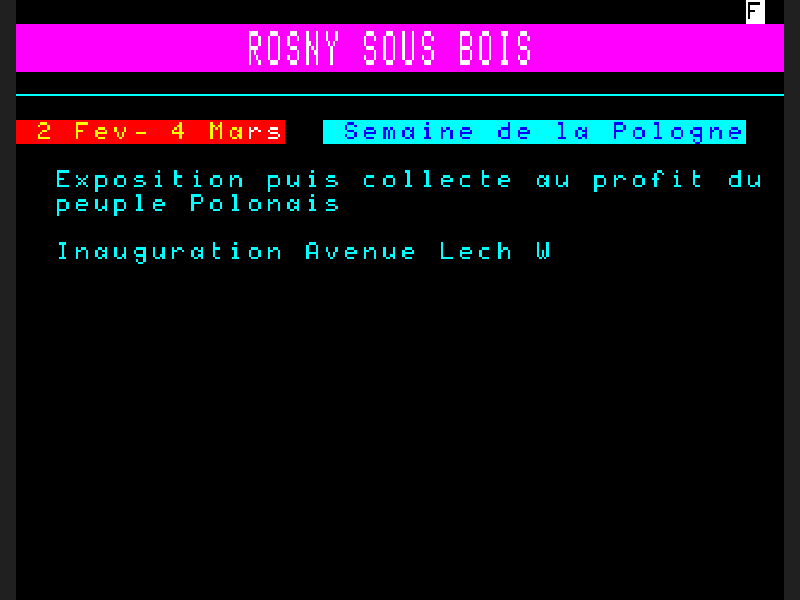 F
ROSNY SOUS BOIS
2 Fev- 4 Mars Semaine de la Pologne
Exposition puis collecte au profit du
peuple Polonais
Inauguration Avenue Lech W